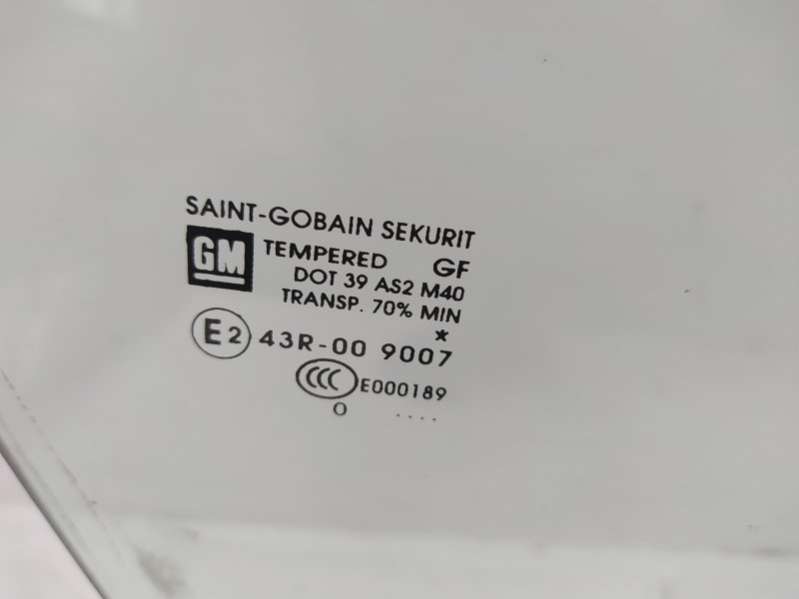 SAINT-GOBAIN SEKURIT
GM TEMPERED GF
DOT 39 AS2 M40
TRANSP. 70% MIN
*
E2 43R-00 9007
CCC E000189
O ....